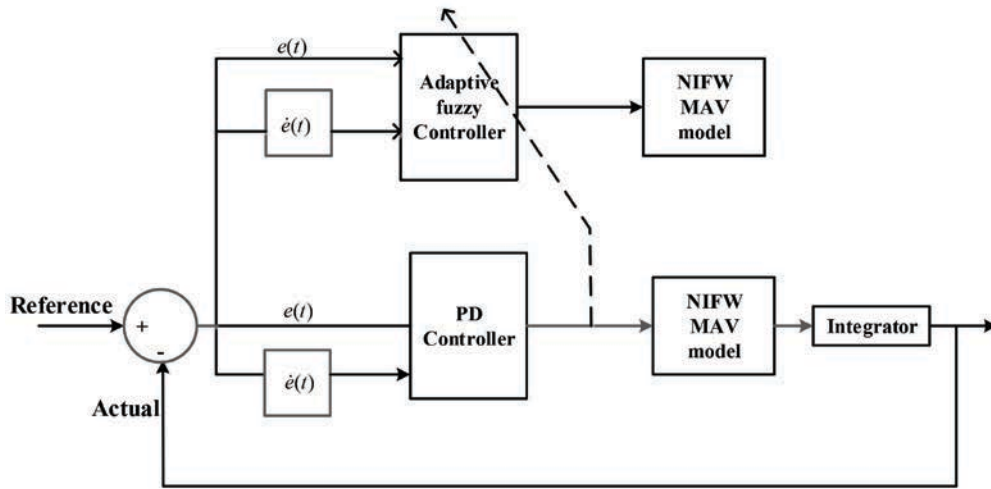 e(t)
Adaptive
fuzzy
Controller
NIFW
MAV
model
ė(t)
Reference
+
-
e(t)
PD
Controller
NIFW
MAV
model
Integrator
ė(t)
Actual